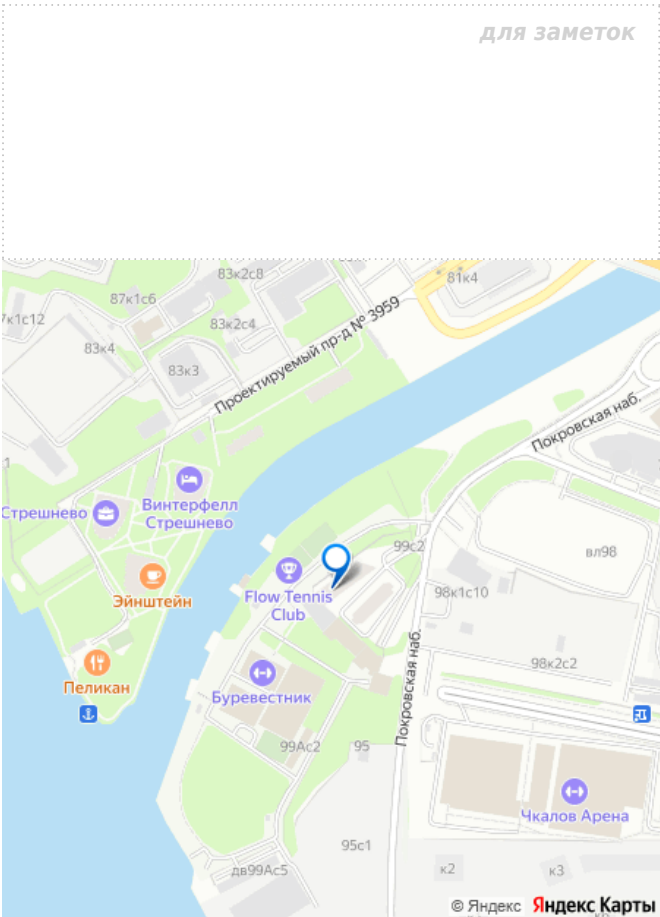 для заметок
83к2с8
81к4
87к1с6
7к1с12
83к2с4
83к4
83к3
Проектируемый пр-д № 3959
Покровская наб.
1
Винтерфелл
Стрешнево
Стрешнево
99с2
вл98
Эйнштейн
Flow Tennis
Club
98к1с10
Пеликан
Буревестник
Покровская наб.
98к2с2
99Ас2
95
Чкалов Арена
95с1
дв99Ас5
к2
к3
© Яндекс Яндекс Карты